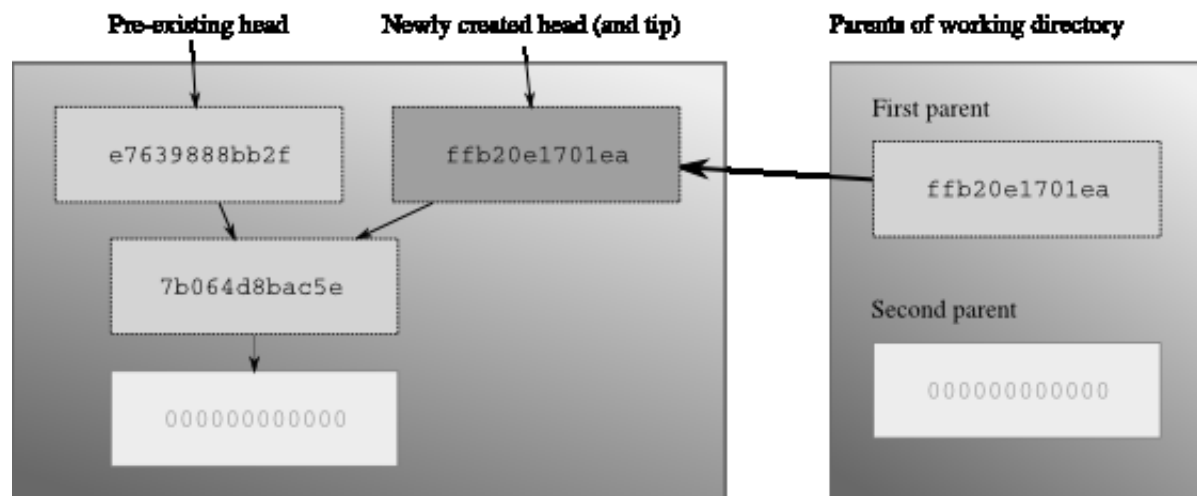 Pre-existing head
Newly created head (and tip)
Parents of working directory
First parent
e7639888bb2f
ffb20e1701ea
ffb20e1701ea
7b064d8bac5e
Second parent
000000000000
000000000000